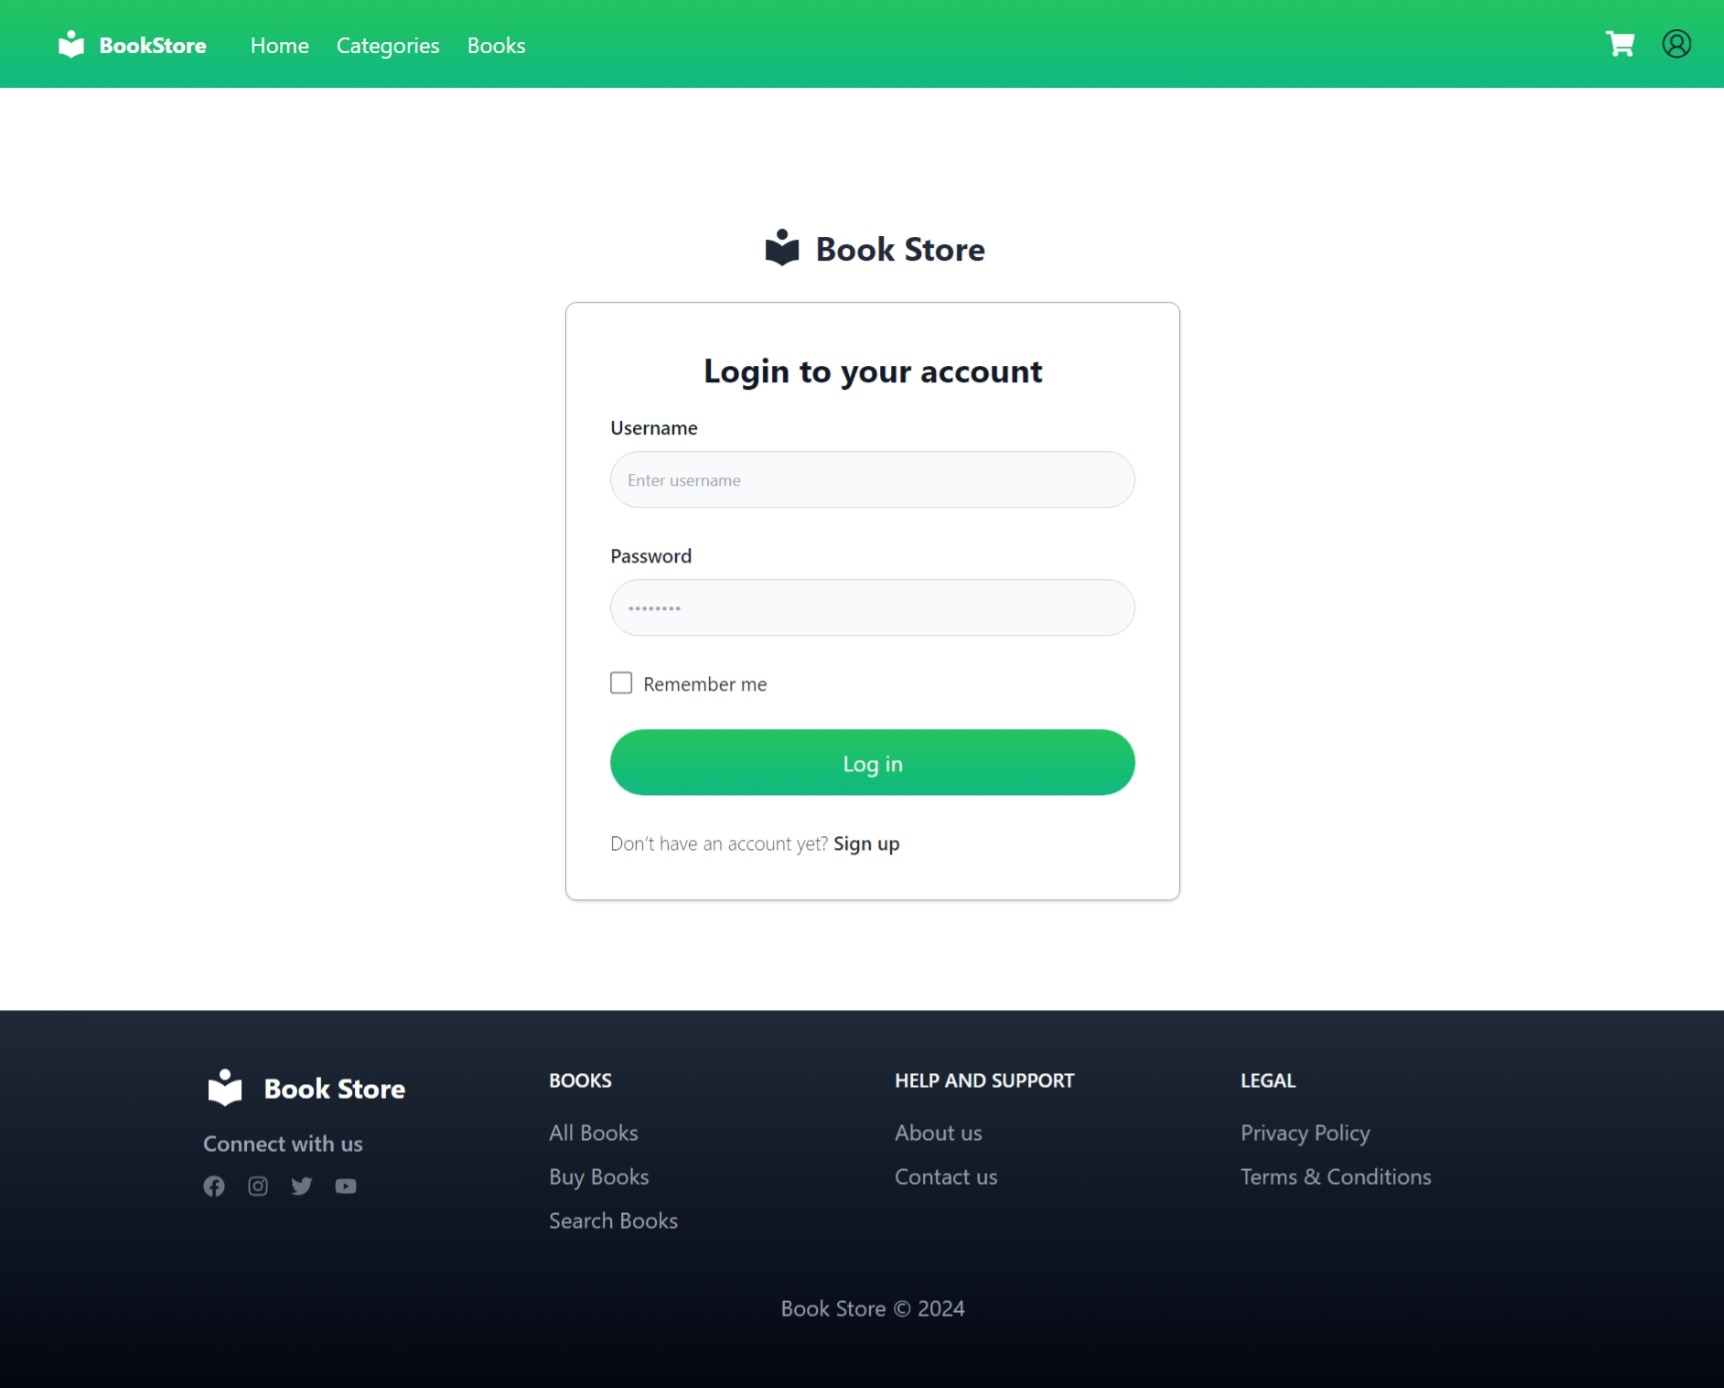 BookStore Home Categories Books
Book Store
Login to your account
Username
Enter username
Password
••••••••
Remember me
Log in
Don't have an account yet? Sign up
Book Store
Connect with us
BOOKS
All Books
Buy Books
Search Books
HELP AND SUPPORT
About us
Contact us
LEGAL
Privacy Policy
Terms & Conditions
Book Store © 2024